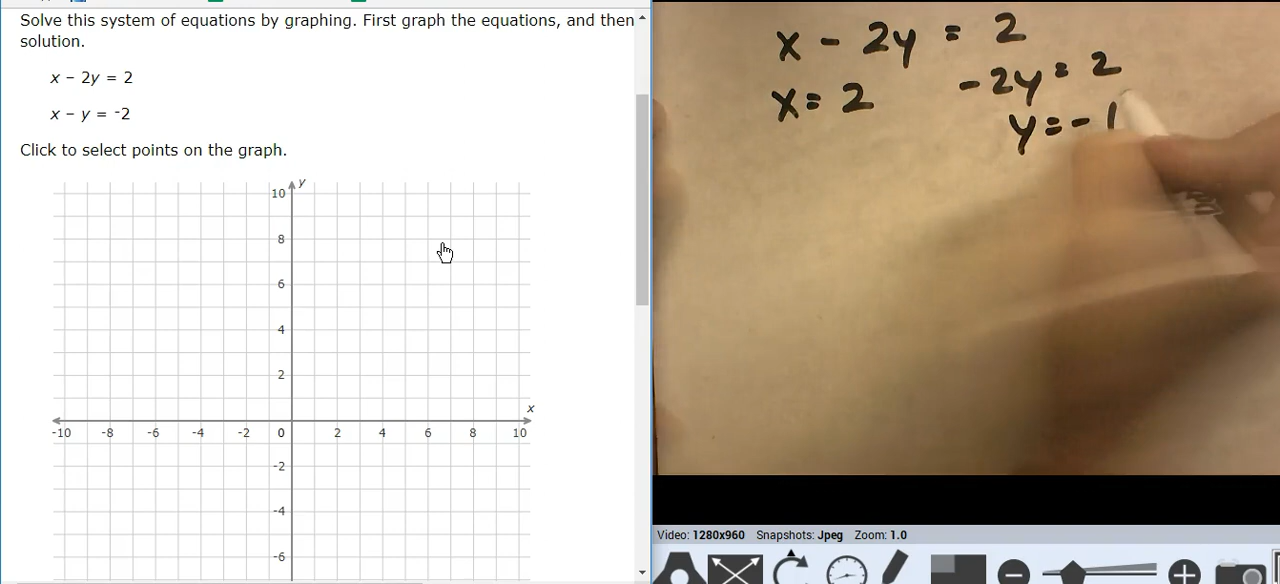 Solve this system of equations by graphing. First graph the equations, and then
solution.
x − 2y = 2
x − y = -2
Click to select points on the graph.
y
10
8
6
4
2
x
-10 -8 -6 -4 -2 0 2 4 6 8 10
-2
-4
-6
x - 2y = 2
x = 2
-2y = 2
y = -1
Video: 1280x960 Snapshots: Jpeg Zoom: 1.0